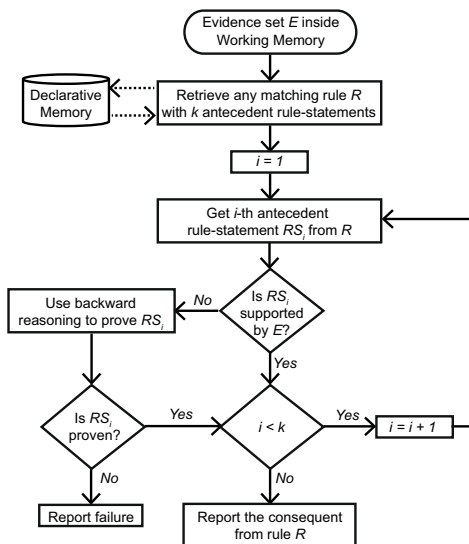 Evidence set E inside
Working Memory
Declarative
Memory
Retrieve any matching rule R
with k antecedent rule-statements
i = 1
Get i-th antecedent
rule-statement RSi from R
Use backward
reasoning to prove RSi
No
Is RSi
supported
by E?
Yes
Is RSi
proven?
Yes
i < k
Yes
i = i + 1
No
No
Report failure
Report the consequent
from rule R